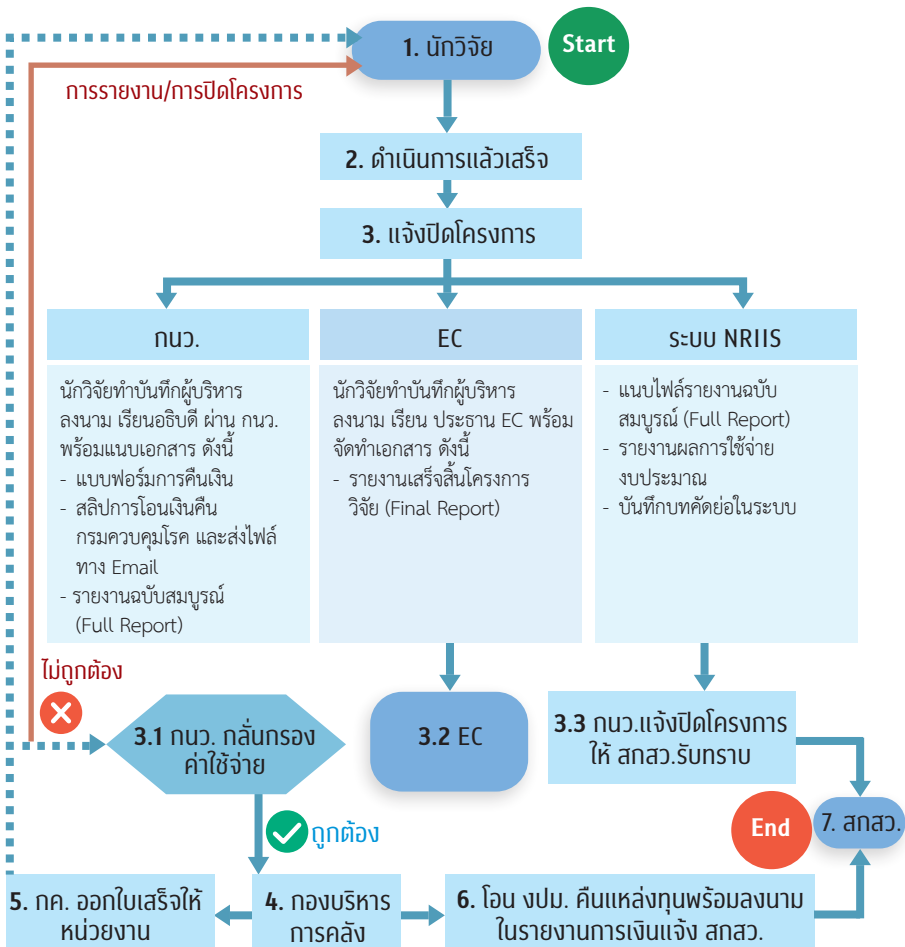 1. นักวิจัย
Start
การรายงาน/การปิดโครงการ
2. ดำเนินการแล้วเสร็จ
3. แจ้งปิดโครงการ
กนว.
นักวิจัยทำบันทึกผู้บริหาร
ลงนาม เรียนอธิบดี ผ่าน กนว.
พร้อมแนบเอกสาร ดังนี้
- แบบฟอร์มการคืนเงิน
- สลิปการโอนเงินคืน
กรมควบคุมโรค และส่งไฟล์
ทาง Email
- รายงานฉบับสมบูรณ์
(Full Report)
EC
นักวิจัยทำบันทึกผู้บริหาร
ลงนาม เรียน ประธาน EC พร้อม
จัดทำเอกสาร ดังนี้
- รายงานเสร็จสิ้นโครงการ
วิจัย (Final Report)
ระบบ NRIIS
- แนบไฟล์รายงานฉบับ
สมบูรณ์ (Full Report)
- รายงานผลการใช้จ่าย
งบประมาณ
- บันทึกบทคัดย่อในระบบ
ไม่ถูกต้อง
3.1 กนว. กลั่นกรอง
ค่าใช้จ่าย
3.2 EC
3.3 กนว.แจ้งปิดโครงการ
ให้ สกสว.รับทราบ
ถูกต้อง
End
7. สกสว.
5. กค. ออกใบเสร็จให้
หน่วยงาน
4. กองบริหาร
การคลัง
6. โอน งปม. คืนแหล่งทุนพร้อมลงนาม
ในรายงานการเงินแจ้ง สกสว.